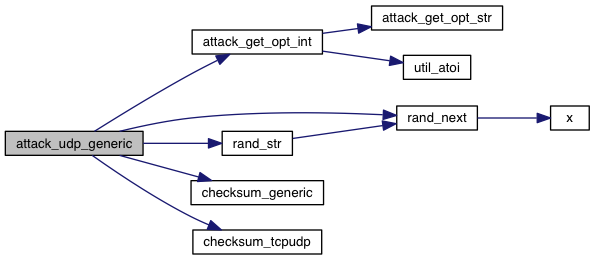 attack_get_opt_str
attack_get_opt_int
util_atoi
rand_next
x
attack_udp_generic
rand_str
checksum_generic
checksum_tcpudp